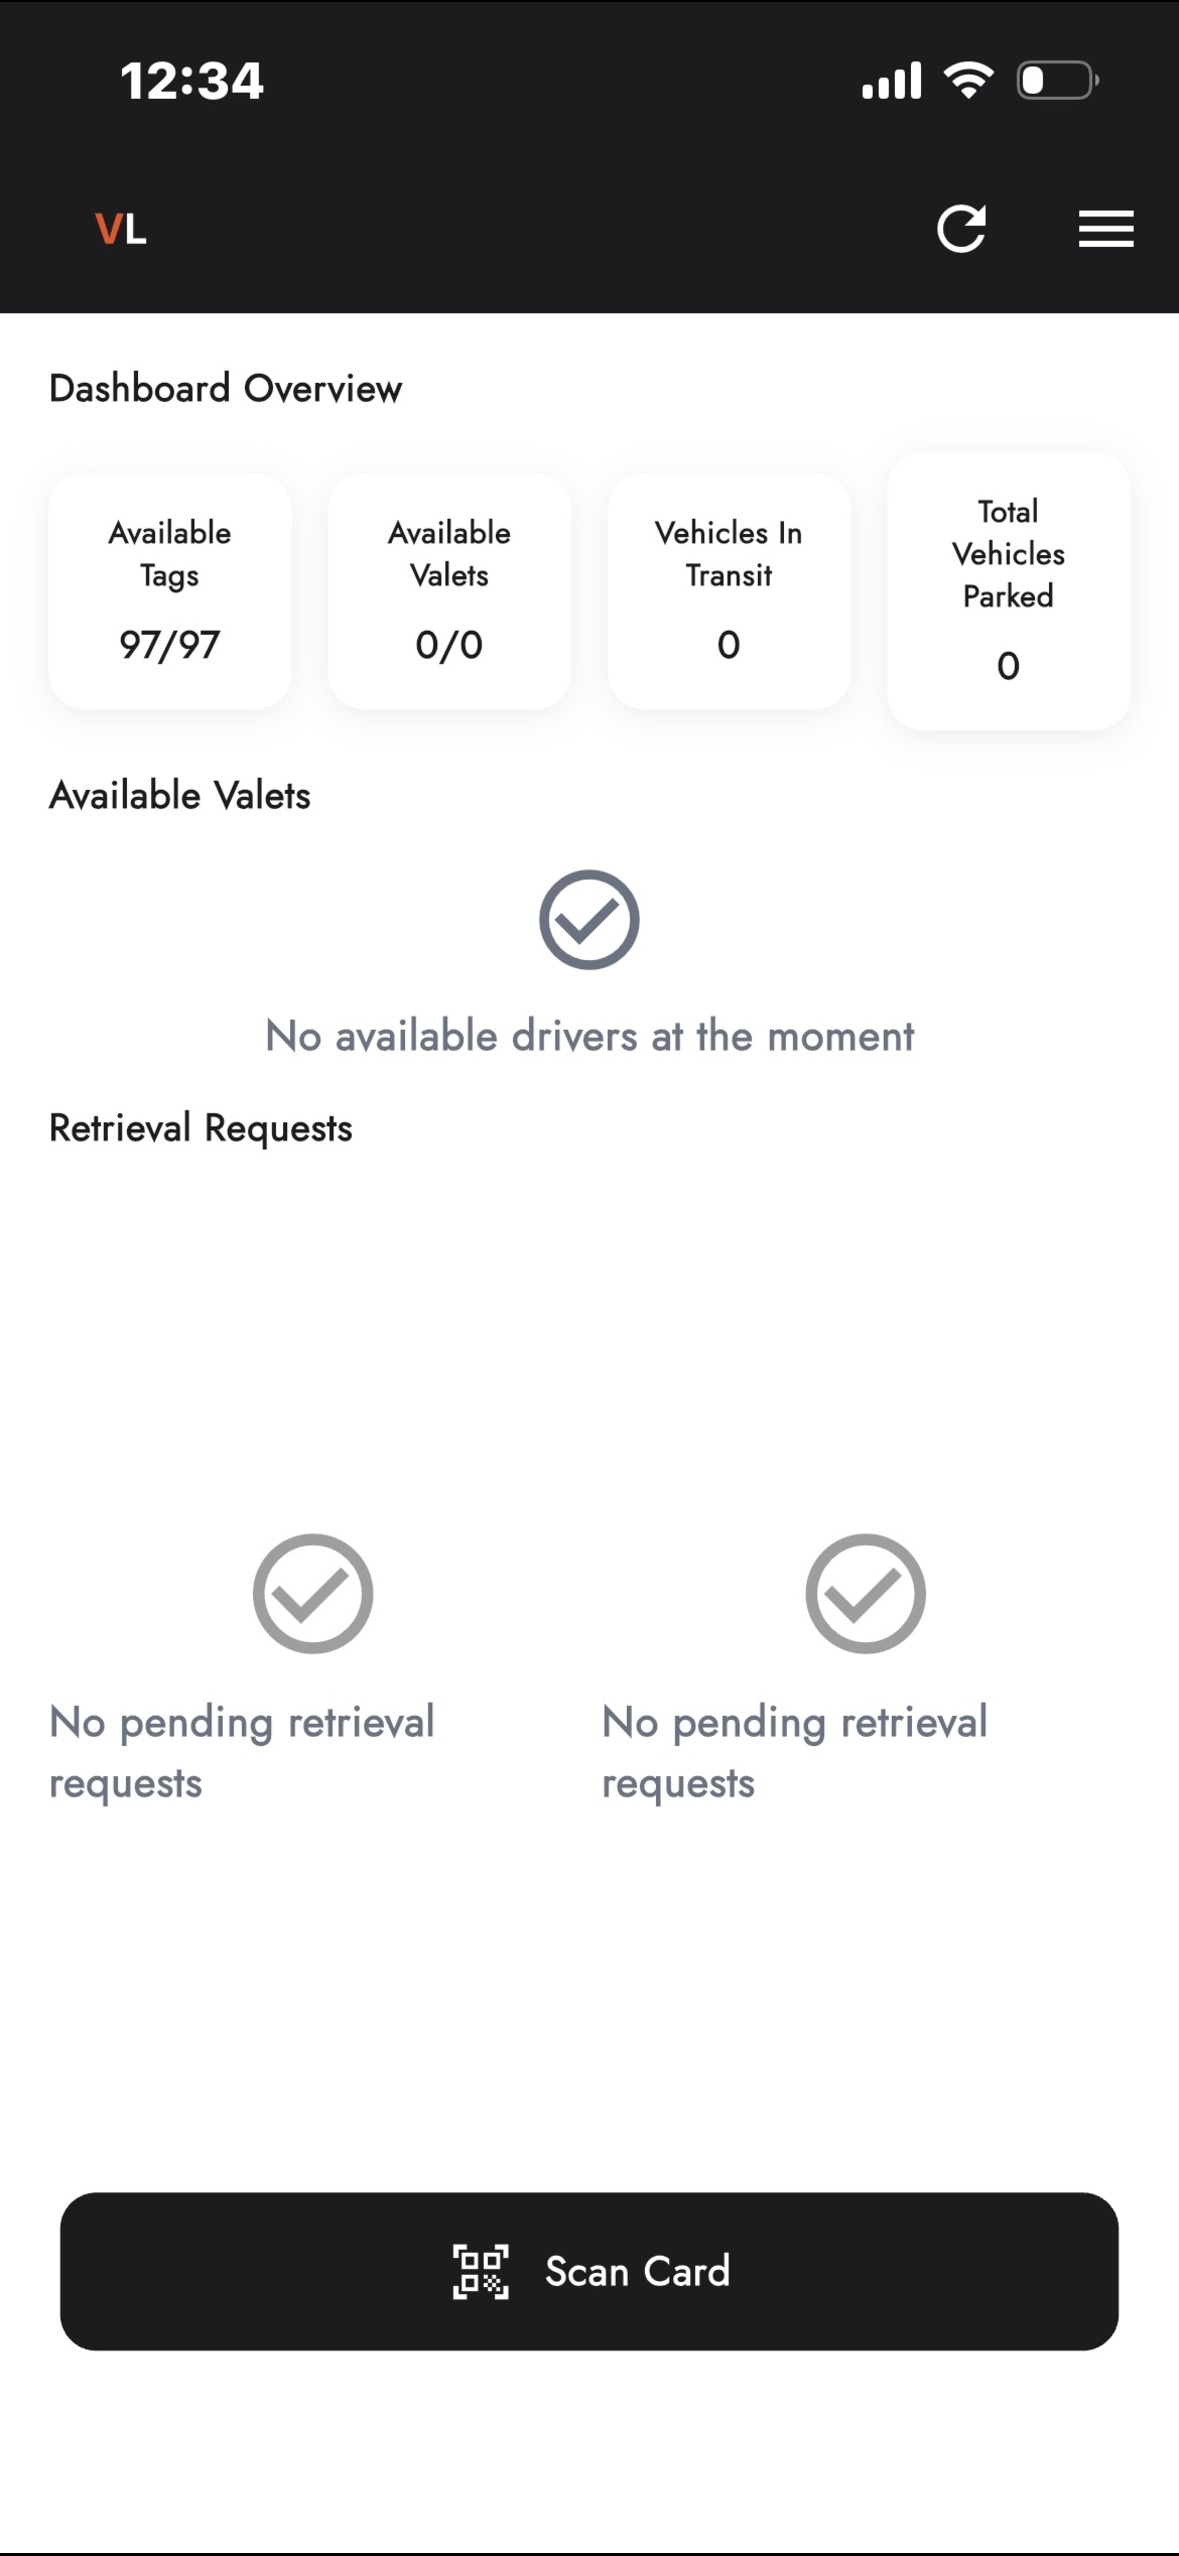 12:34
VL
Dashboard Overview
Available
Tags
97/97
Available
Valets
0/0
Vehicles In
Transit
0
Total
Vehicles
Parked
0
Available Valets
No available drivers at the moment
Retrieval Requests
No pending retrieval
requests
No pending retrieval
requests
Scan Card